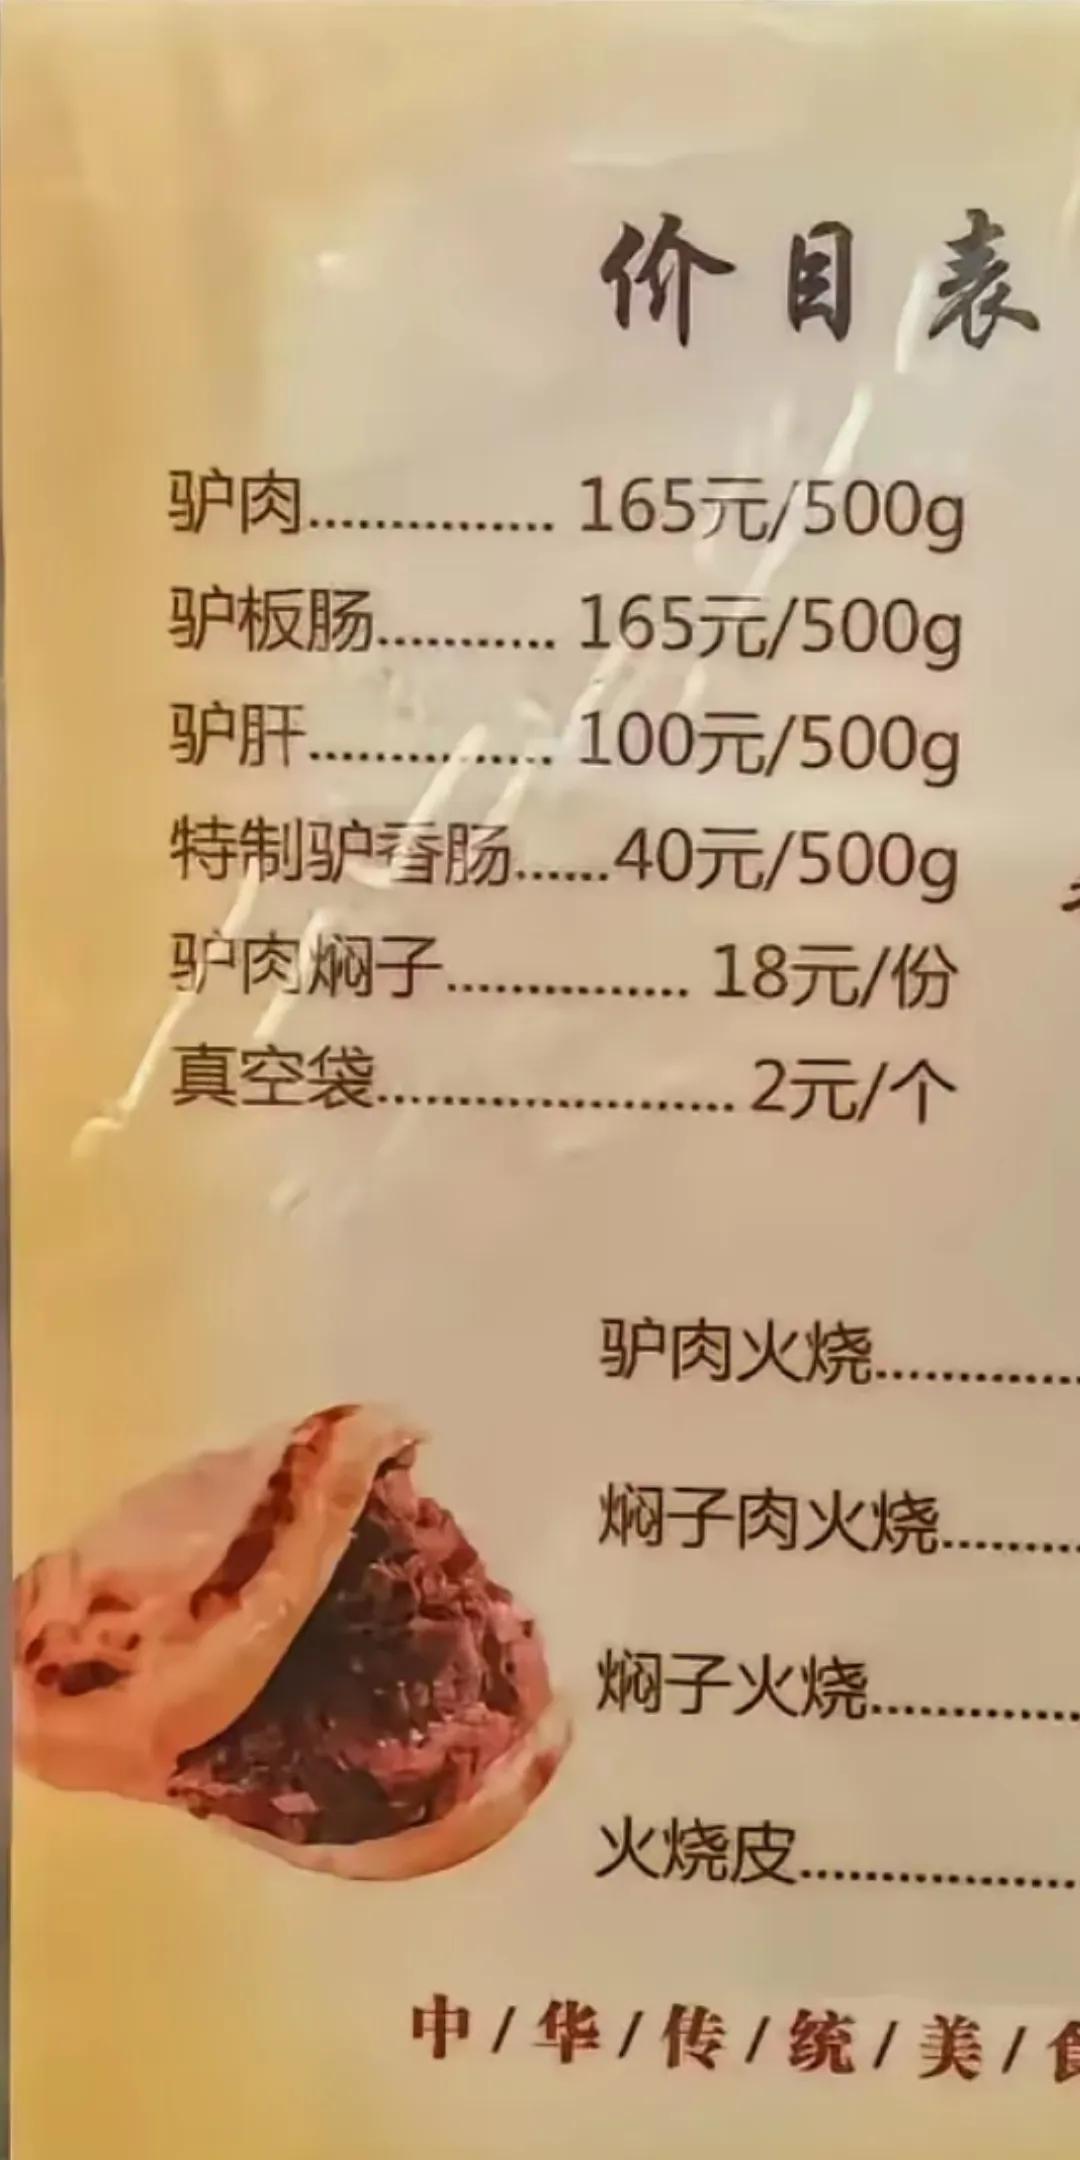 价目表
驴肉............... 165元/500g
驴板肠........... 165元/500g
驴肝............... 100元/500g
特制驴香肠......40元/500g
驴肉焖子............... 18元/份
真空袋...................... 2元/个
驴肉火烧.............
焖子肉火烧.........
焖子火烧.............
火烧皮.................
中/华/传/统/美/食